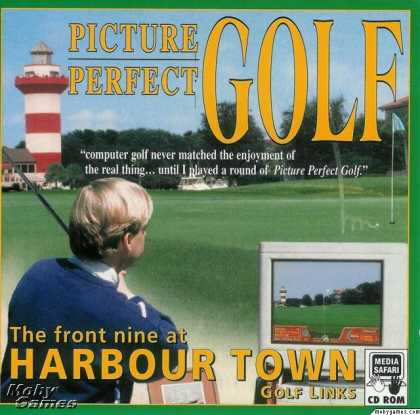 PICTURE
PERFECT
GOLF
“computer golf never matched the enjoyment of
the real thing... until I played a round of Picture Perfect Golf.”
The front nine at
HARBOUR TOWN
GOLF LINKS
MEDIA
SAFARI
CD ROM
Moby
Games